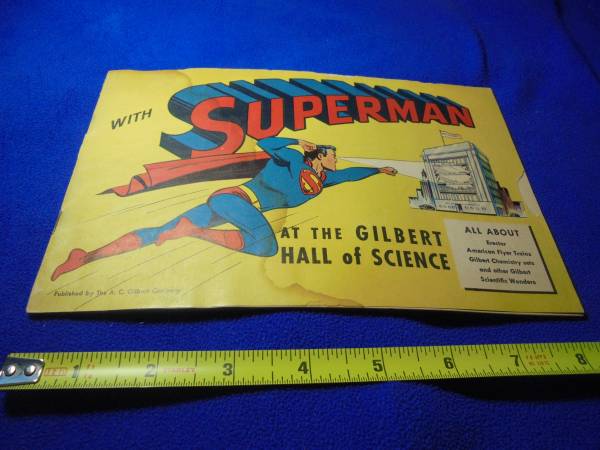 WITH
SUPERMAN
S
AT THE GILBERT
HALL of SCIENCE
ALL ABOUT
Erector
American Flyer Trains
Gilbert Chemistry sets
and other Gilbert
Scientific Wonders
Published by The A. C. Gilbert Company
1 2 3 4 5 6 7 8
STANLEY